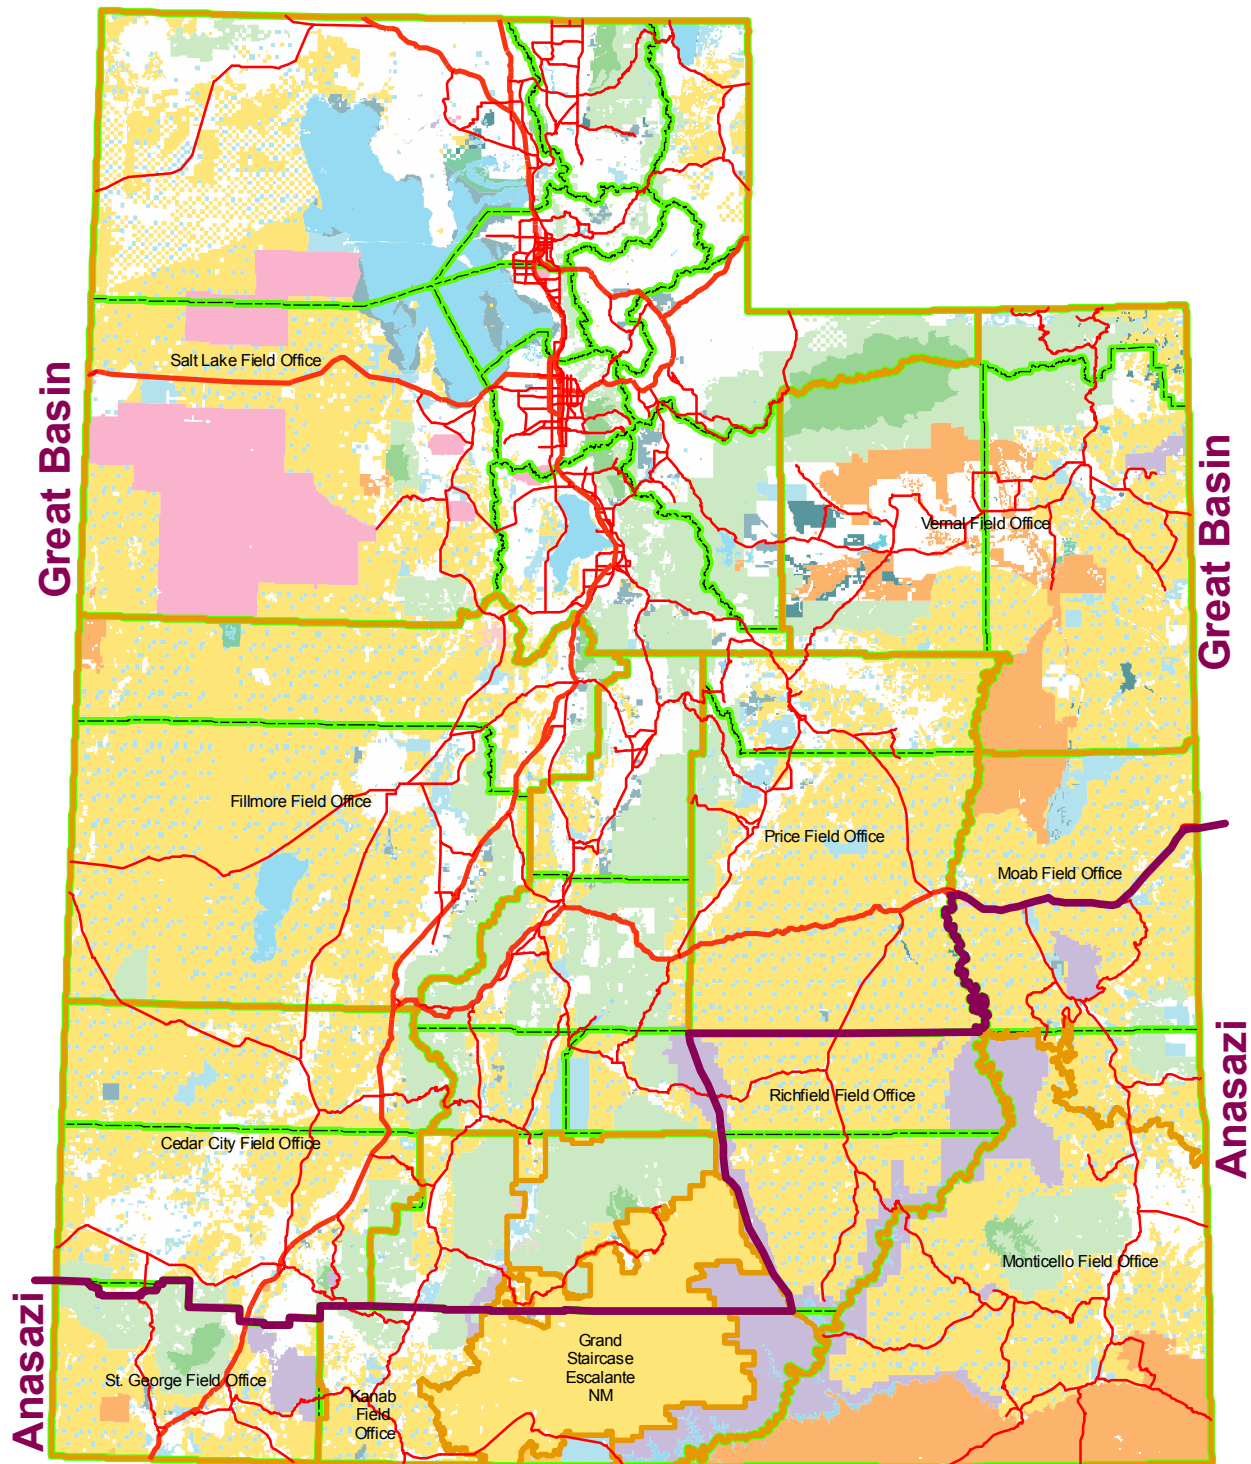 Salt Lake Field Office
Great Basin
Great Basin
Vernal Field Office
Fillmore Field Office
Price Field Office
Moab Field Office
Richfield Field Office
Anasazi
Cedar City Field Office
Monticello Field Office
Anasazi
St. George Field Office
Grand
Staircase
Escalante
NM
Kanab
Field
Office